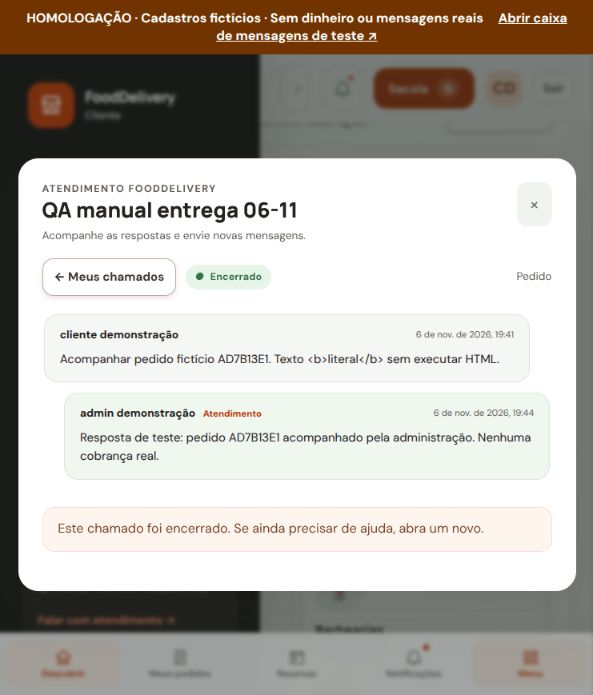 HOMOLOGAÇÃO · Cadastros fictícios · Sem dinheiro ou mensagens reais Abrir caixa
de mensagens de teste ↗
FoodDelivery
Cliente
Sacola
CD
Sair
ATENDIMENTO FOODDELIVERY
QA manual entrega 06-11
×
Acompanhe as respostas e envie novas mensagens.
← Meus chamados
Encerrado
Pedido
cliente demonstração 6 de nov. de 2026, 19:41
Acompanhar pedido fictício AD7B13E1. Texto <b>literal</b> sem executar HTML.
admin demonstração Atendimento 6 de nov. de 2026, 19:44
Resposta de teste: pedido AD7B13E1 acompanhado pela administração. Nenhuma
cobrança real.
Este chamado foi encerrado. Se ainda precisar de ajuda, abra um novo.
Falar com atendimento →
Barbearias
Descobrir
Meus pedidos
Reservas
Notificações
Menu